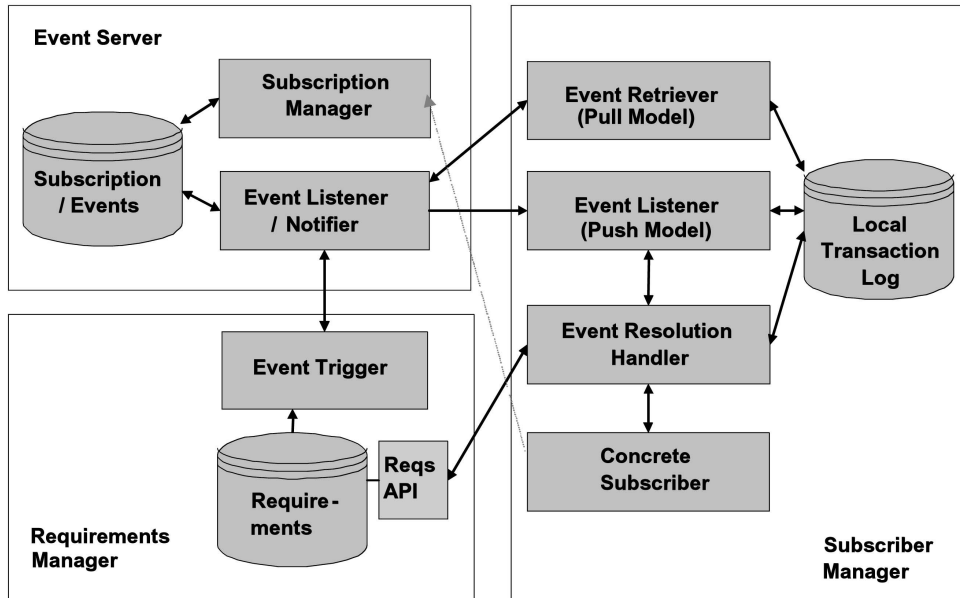 Event Server
Subscription
Manager
Subscription
/ Events
Event Listener
/ Notifier
Event Trigger
Require-
ments
Reqs
API
Requirements
Manager
Event Retriever
(Pull Model)
Event Listener
(Push Model)
Local
Transaction
Log
Event Resolution
Handler
Concrete
Subscriber
Subscriber
Manager